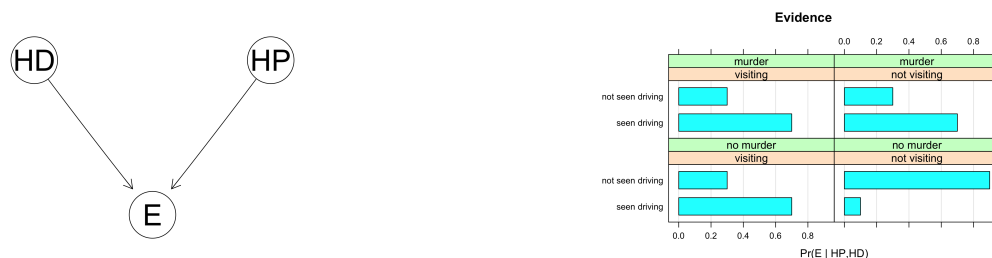 HD
HP
E
Evidence
0.0 0.2 0.4 0.6 0.8
murder murder
visiting not visiting
not seen driving
seen driving
no murder no murder
visiting not visiting
not seen driving
seen driving
0.0 0.2 0.4 0.6 0.8
Pr(E | HP,HD)